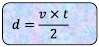 d = v × t / 2